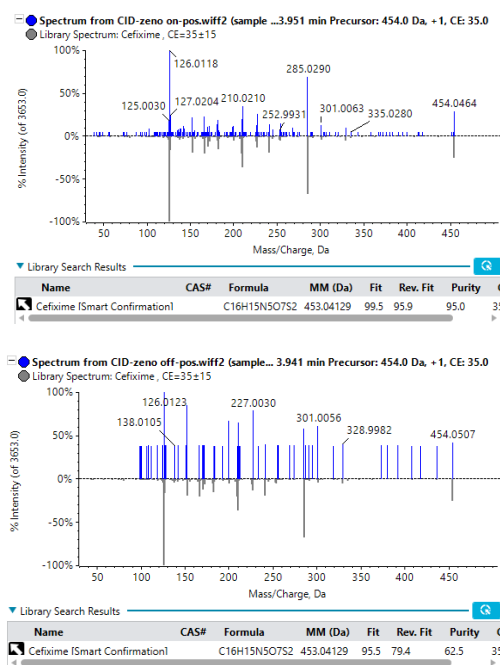 Spectrum from CID-zeno on-pos.wiff2 (sample ...3.951 min Precursor: 454.0 Da, +1, CE: 35.0
Library Spectrum: Cefixime , CE=35±15
% Intensity (of 3653.0)
100%
50%
0%
-50%
-100%
126.0118
285.0290
125.0030
127.0204
210.0210
252.9931
301.0063
335.0280
454.0464
50 100 150 200 250 300 350 400 450
Mass/Charge, Da
Library Search Results
Name CAS# Formula MM (Da) Fit Rev. Fit Purity C
Cefixime [Smart Confirmation] C16H15N5O7S2 453.04129 99.5 95.9 95.0 35
Spectrum from CID-zeno off-pos.wiff2 (sample... 3.941 min Precursor: 454.0 Da, +1, CE: 35.0
Library Spectrum: Cefixime , CE=35±15
% Intensity (of 3653.0)
100%
50%
0%
-50%
-100%
126.0123
138.0105
227.0030
301.0056
328.9982
454.0507
50 100 150 200 250 300 350 400 450
Mass/Charge, Da
Library Search Results
Name CAS# Formula MM (Da) Fit Rev. Fit Purity C
Cefixime [Smart Confirmation] C16H15N5O7S2 453.04129 95.5 79.4 62.5 35